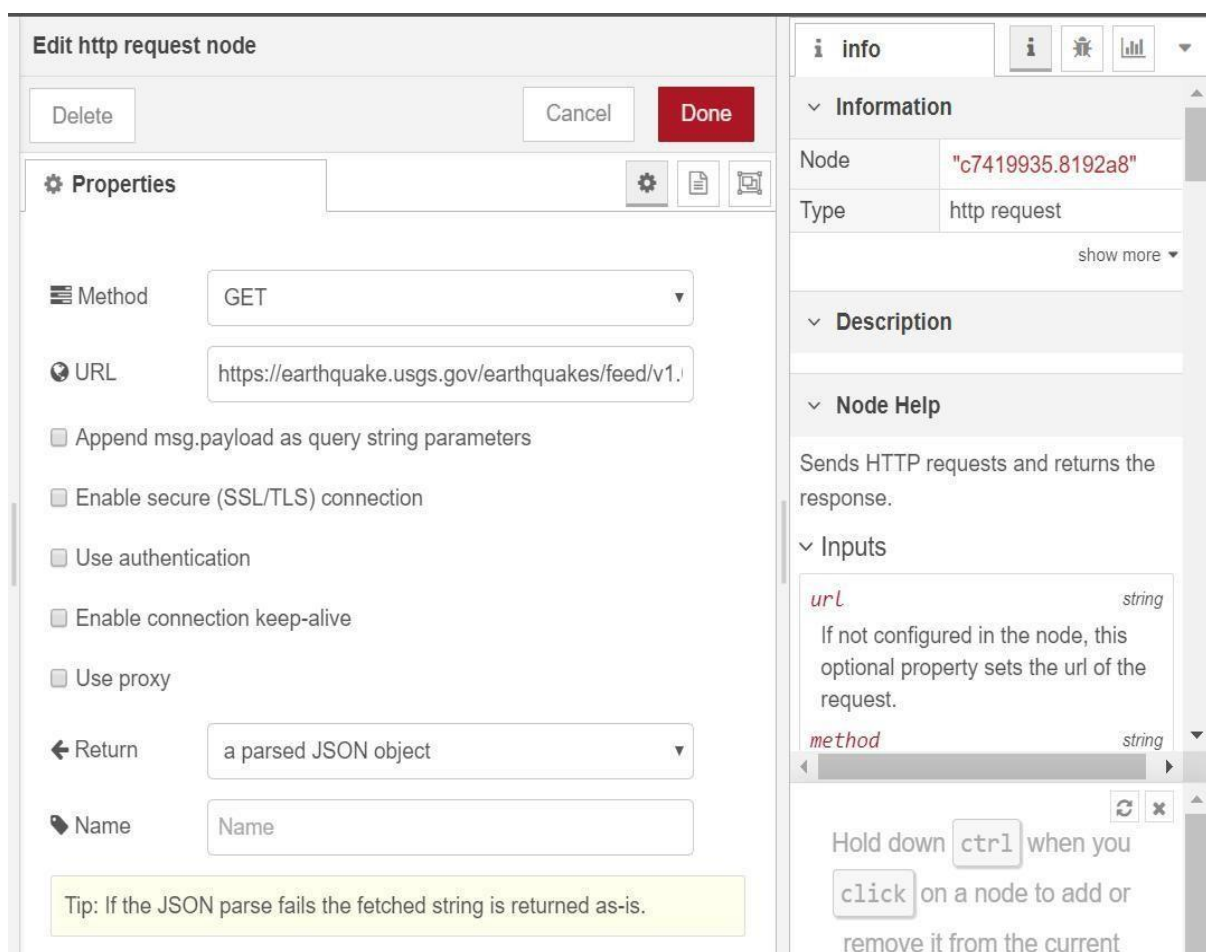 Edit http request node
Delete
Cancel
Done
Properties
Method
GET
URL
https://earthquake.usgs.gov/earthquakes/feed/v1.
Append msg.payload as query string parameters
Enable secure (SSL/TLS) connection
Use authentication
Enable connection keep-alive
Use proxy
Return
a parsed JSON object
Name
Name
Tip: If the JSON parse fails the fetched string is returned as-is.
i info
i
Information
Node
"c7419935.8192a8"
Type
http request
show more
Description
Node Help
Sends HTTP requests and returns the
response.
Inputs
url
string
If not configured in the node, this
optional property sets the url of the
request.
method
string
Hold down ctrl when you
click on a node to add or
remove it from the current